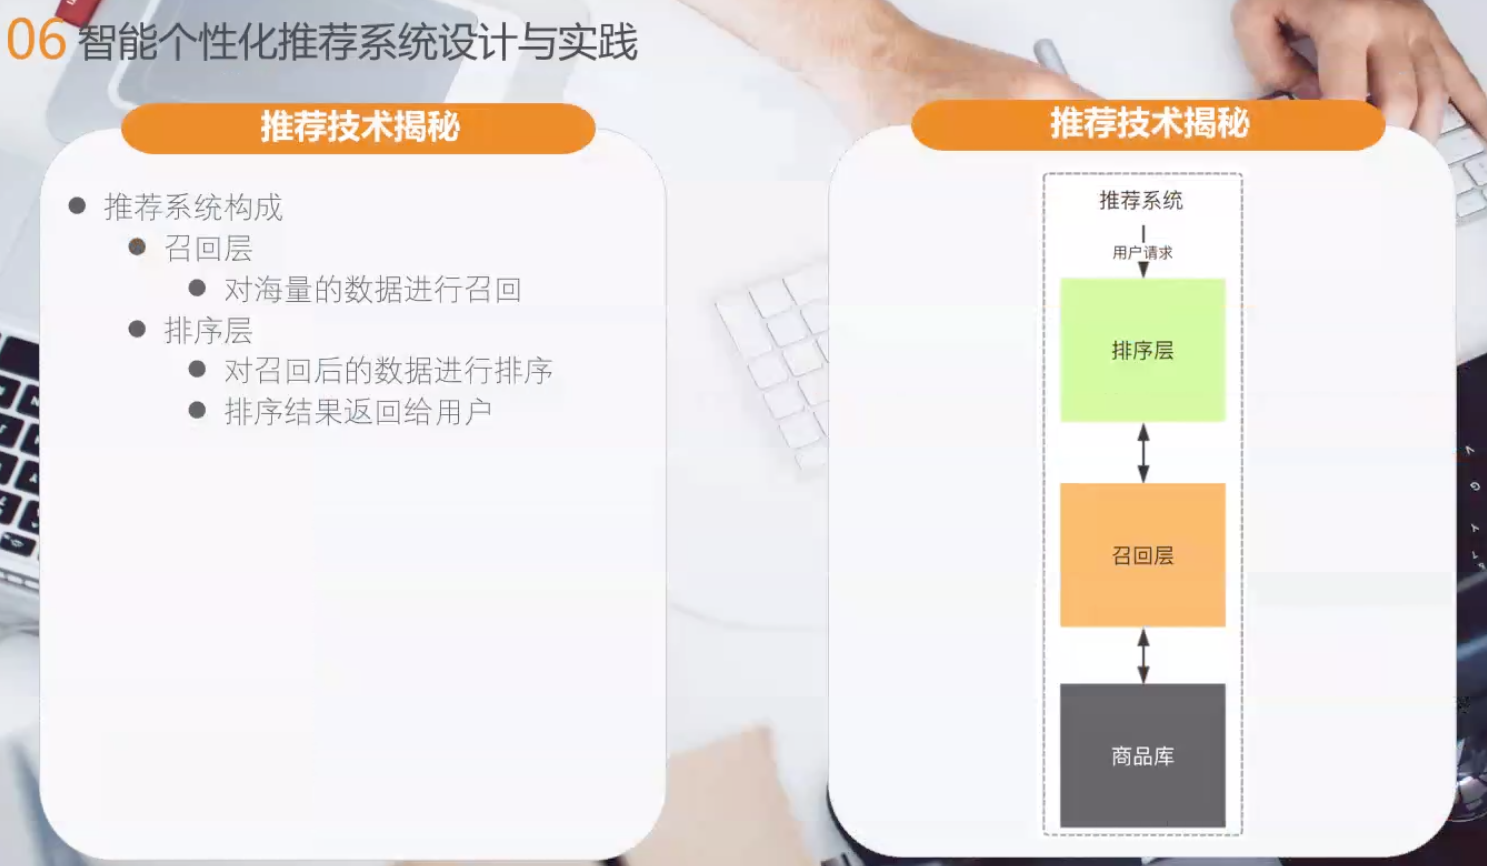 06 智能个性化推荐系统设计与实践
推荐技术揭秘
推荐系统构成
召回层
对海量的数据进行召回
排序层
对召回后的数据进行排序
排序结果返回给用户
推荐技术揭秘
推荐系统
用户请求
排序层
召回层
商品库